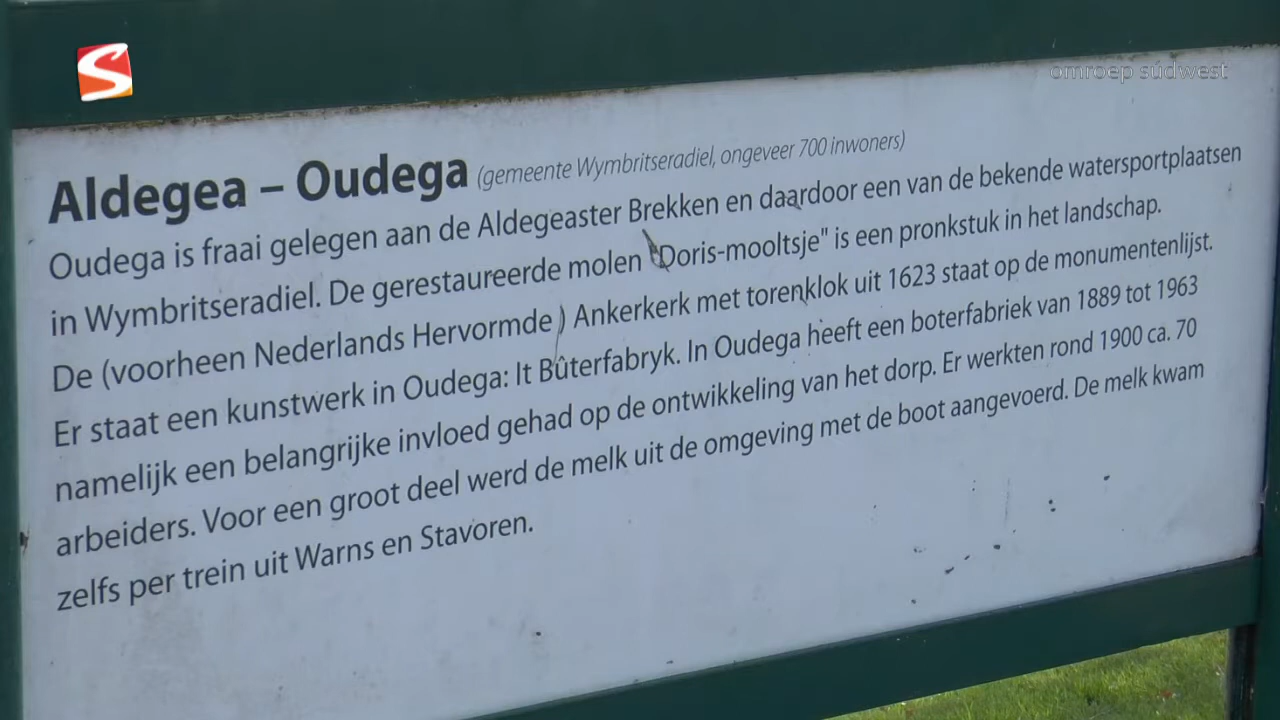 omroep súdwest
Aldegea – Oudega (gemeente Wymbritseradiel, ongeveer 700 inwoners)
Oudega is fraai gelegen aan de Aldegeaster Brekken en daardoor een van de bekende watersportplaatsen
in Wymbritseradiel. De gerestaureerde molen "Doris-mooltsje" is een pronkstuk in het landschap.
De (voorheen Nederlands Hervormde ) Ankerkerk met torenklok uit 1623 staat op de monumentenlijst.
Er staat een kunstwerk in Oudega: It Bûterfabryk. In Oudega heeft een boterfabriek van 1889 tot 1963
namelijk een belangrijke invloed gehad op de ontwikkeling van het dorp. Er werkten rond 1900 ca. 70
arbeiders. Voor een groot deel werd de melk uit de omgeving met de boot aangevoerd. De melk kwam
zelfs per trein uit Warns en Stavoren.